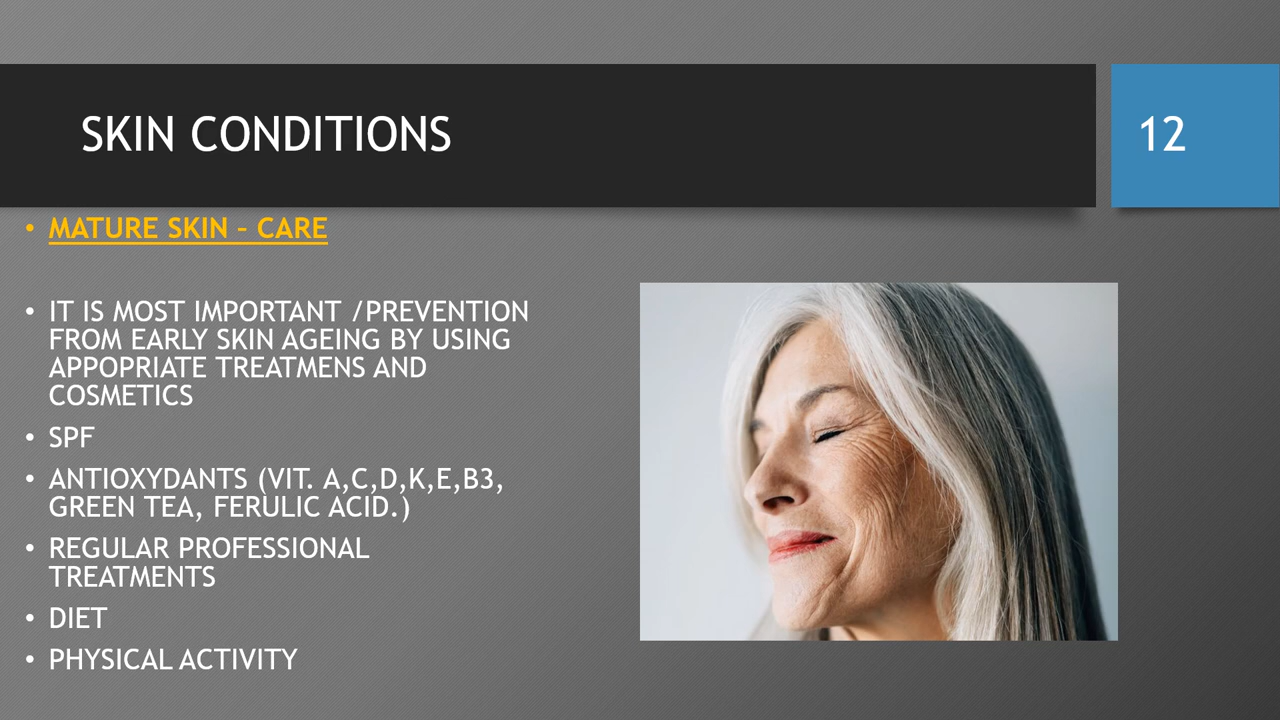 SKIN CONDITIONS
12
• MATURE SKIN - CARE
• IT IS MOST IMPORTANT /PREVENTION
FROM EARLY SKIN AGEING BY USING
APPOPRIATE TREATMENS AND
COSMETICS
• SPF
• ANTIOXYDANTS (VIT. A,C,D,K,E,B3,
GREEN TEA, FERULIC ACID.)
• REGULAR PROFESSIONAL
TREATMENTS
• DIET
• PHYSICAL ACTIVITY